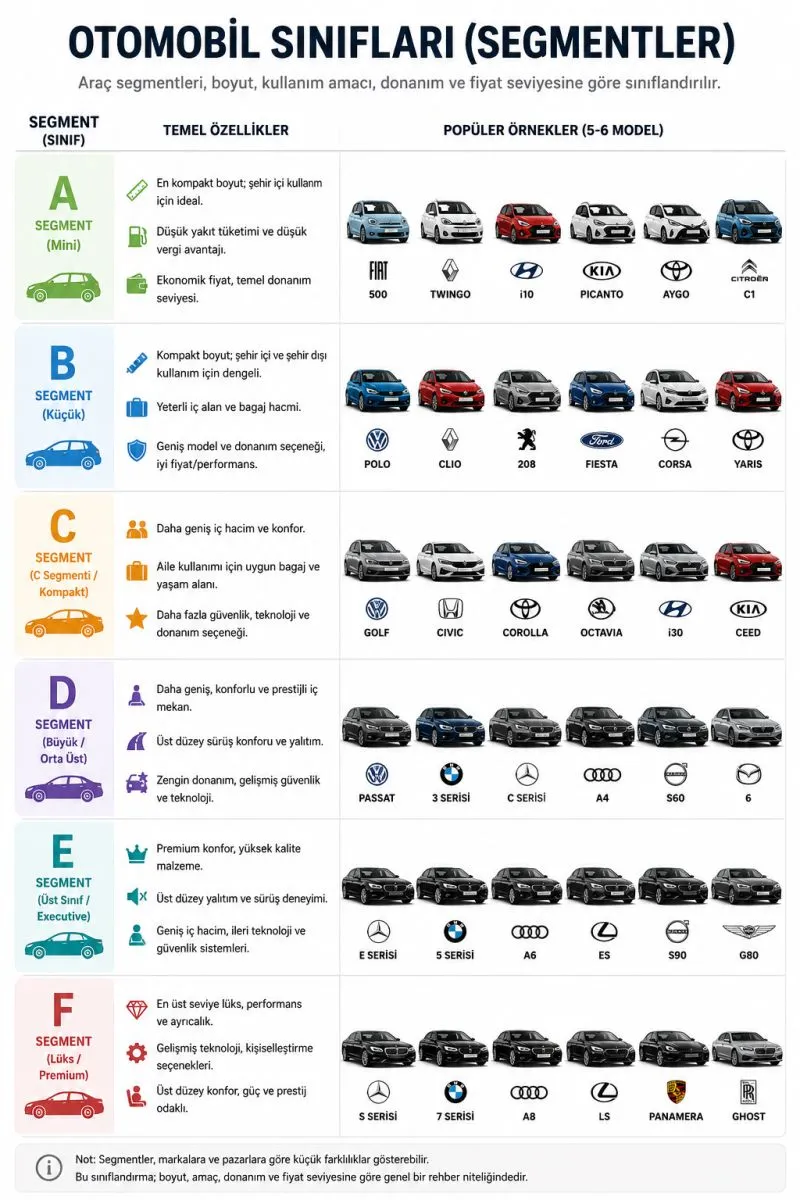 OTOMOBİL SINIFLARI (SEGMENTLER)
Araç segmentleri, boyut, kullanım amacı, donanım ve fiyat seviyesine göre sınıflandırılır.
SEGMENT
(SINIF)
TEMEL ÖZELLİKLER
POPÜLER ÖRNEKLER (5-6 MODEL)
A
SEGMENT
(Mini)
En kompakt boyut; şehir içi kullanım
için ideal.
Düşük yakıt tüketimi ve düşük
vergi avantajı.
Ekonomik fiyat, temel donanım
seviyesi.
FIAT KIA CITROËN
500 TWINGO i10 PICANTO AYGO C1
B
SEGMENT
(Küçük)
Kompakt boyut; şehir içi ve şehir dışı
kullanım için dengeli.
Yeterli iç alan ve bagaj hacmi.
Geniş model ve donanım seçeneği,
iyi fiyat/performans.
Ford
POLO CLIO 208 FIESTA CORSA YARIS
C
SEGMENT
(C Segmenti /
Kompakt)
Daha geniş iç hacim ve konfor.
Aile kullanımı için uygun bagaj ve
yaşam alanı.
Daha fazla güvenlik, teknoloji ve
donanım seçeneği.
KIA
GOLF CIVIC COROLLA OCTAVIA i30 CEED
D
SEGMENT
(Büyük /
Orta Üst)
Daha geniş, konforlu ve prestijli iç
mekan.
Üst düzey sürüş konforu ve yalıtım.
Zengin donanım, gelişmiş güvenlik
ve teknoloji.
PASSAT 3 SERİSİ C SERİSİ A4 S60 6
E
SEGMENT
(Üst Sınıf /
Executive)
Premium konfor, yüksek kalite
malzeme.
Üst düzey yalıtım ve sürüş deneyimi.
Geniş iç hacim, ileri teknoloji ve
güvenlik sistemleri.
E SERİSİ 5 SERİSİ A6 ES S90 G80
F
SEGMENT
(Lüks /
Premium)
En üst seviye lüks, performans
ve ayrıcalık.
Gelişmiş teknoloji, kişiselleştirme
seçenekleri.
Üst düzey konfor, güç ve prestij
odaklı.
S SERİSİ 7 SERİSİ A8 LS PANAMERA GHOST
Not: Segmentler, markalara ve pazarlara göre küçük farklılıklar gösterebilir.
Bu sınıflandırma; boyut, amaç, donanım ve fiyat seviyesine göre genel bir rehber niteliğindedir.